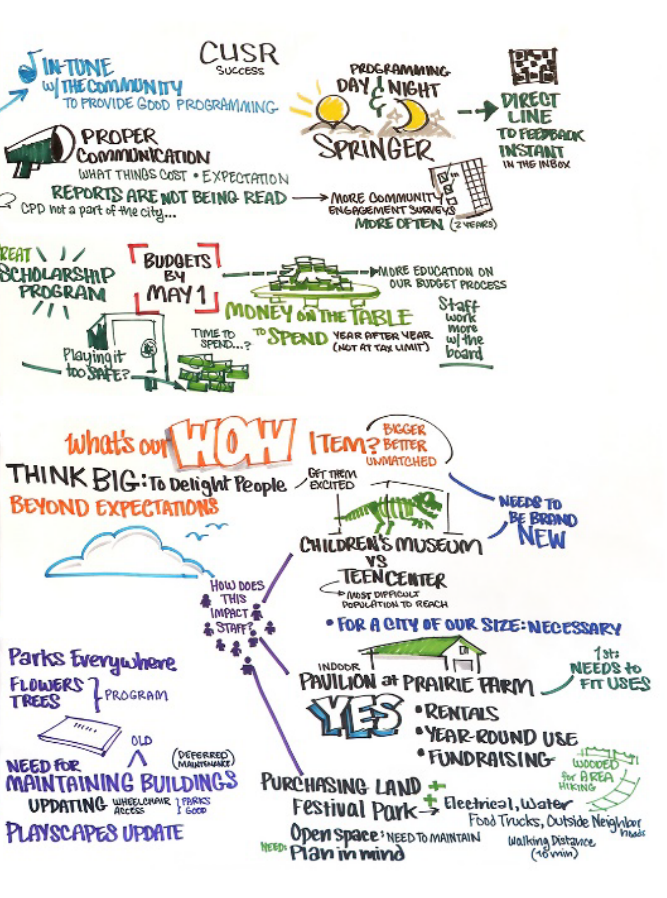 CUSR
SUCCESS
IN-TUNE
W/THE COMMUNITY
TO PROVIDE GOOD PROGRAMMING
PROGRAMMING
DAY & NIGHT
SPRINGER
DIRECT
LINE
TO FEEDBACK
INSTANT
IN THE INBOX
PROPER
COMMUNICATION
WHAT THINGS COST • EXPECTATION
REPORTS ARE NOT BEING READ
CPD not a part of the city...
MORE COMMUNITY
ENGAGEMENT SURVEYS
MORE OFTEN (2 YEARS)
REAT
SCHOLARSHIP
PROGRAM
BUDGETS
BY
MAY 1
MORE EDUCATION ON
OUR BUDGET PROCESS
MONEY ON THE TABLE
TO SPEND YEAR AFTER YEAR
(NOT AT TAX LIMIT)
Staff
work
more
w/the
board
Playing it
too SAFE?
TIME TO
SPEND...?
What's our WOW ITEM?
BIGGER
BETTER
UNMATCHED
THINK BIG: To Delight People
GET THEM
EXCITED
BEYOND EXPECTATIONS
NEEDS TO
BE BRAND
NEW
CHILDREN'S MUSEUM
VS
TEEN CENTER
MOST DIFFICULT
POPULATION TO REACH
• FOR A CITY OF OUR SIZE: NECESSARY
HOW DOES
THIS
IMPACT
STAFF?
INDOOR
PAVILION at PRAIRIE FARM
1st:
NEEDS to
FIT USES
YES
• RENTALS
• YEAR-ROUND USE
• FUNDRAISING
Parks Everywhere
FLOWERS
TREES
PROGRAM
OLD
(DEFERRED
MAINTENANCE)
NEED FOR
MAINTAINING BUILDINGS
UPDATING WHEELCHAIR
ACCESS
PARKS
GOOD
PLAYSCAPES UPDATE
PURCHASING LAND +
Festival Park + → Electrical, Water
Food Trucks, Outside Neighbor
hoods
WOODED
for AREA
HIKING
Open space: NEED TO MAINTAIN
NEEDS: Plan in mind
Walking Distance
(10 min)